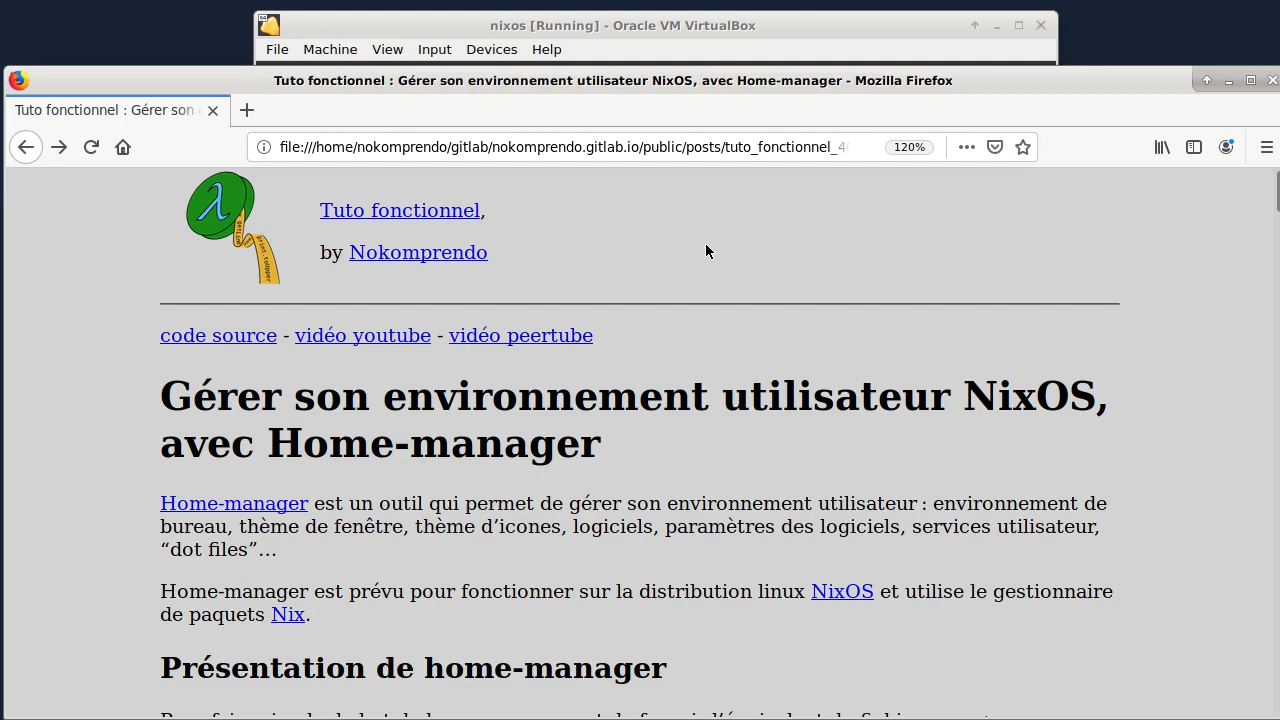 nixos [Running] - Oracle VM VirtualBox
File Machine View Input Devices Help
Tuto fonctionnel : Gérer son environnement utilisateur NixOS, avec Home-manager - Mozilla Firefox
Tuto fonctionnel : Gérer son
file:///home/nokomprendo/gitlab/nokomprendo.gitlab.io/public/posts/tuto_fonctionnel_4
120%
λ
Tuto fonctionnel,
by Nokomprendo
code source - vidéo youtube - vidéo peertube
Gérer son environnement utilisateur NixOS,
avec Home-manager
Home-manager est un outil qui permet de gérer son environnement utilisateur : environnement de
bureau, thème de fenêtre, thème d’icones, logiciels, paramètres des logiciels, services utilisateur,
“dot files”…
Home-manager est prévu pour fonctionner sur la distribution linux NixOS et utilise le gestionnaire
de paquets Nix.
Présentation de home-manager